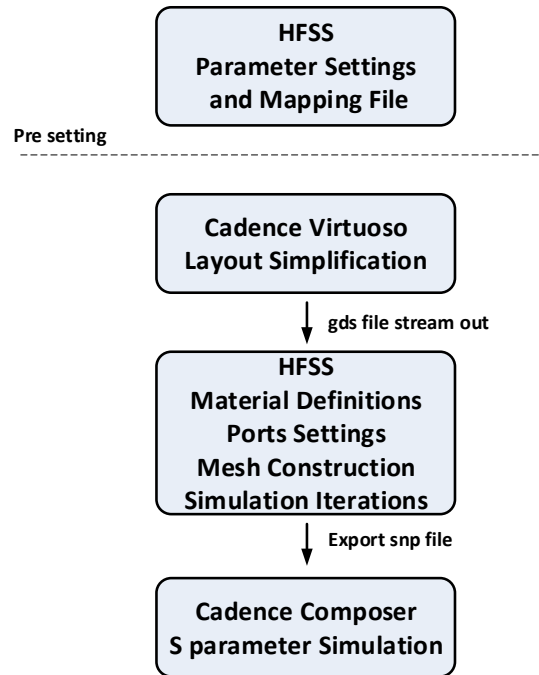 HFSS
Parameter Settings
and Mapping File
Pre setting
Cadence Virtuoso
Layout Simplification
gds file stream out
HFSS
Material Definitions
Ports Settings
Mesh Construction
Simulation Iterations
Export snp file
Cadence Composer
S parameter Simulation